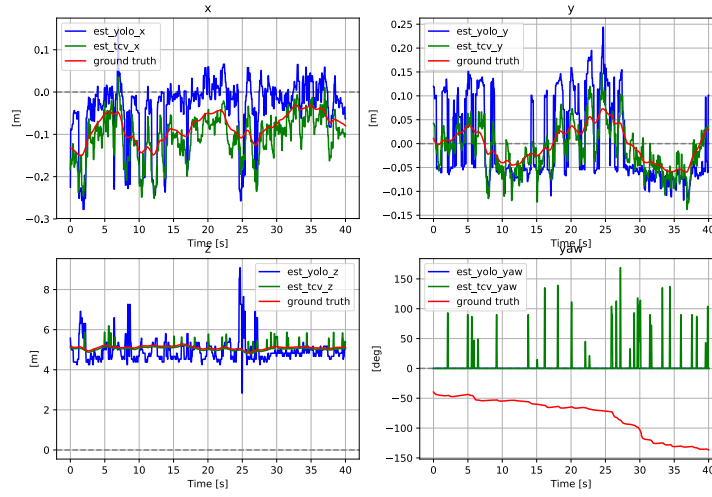 x
est_yolo_x
est_tcv_x
ground truth
0.1
0.0
−0.1
−0.2
−0.3
[m]
0 5 10 15 20 25 30 35 40
Time [s]
y
est_yolo_y
est_tcv_y
ground truth
0.25
0.20
0.15
0.10
0.05
0.00
−0.05
−0.10
−0.15
[m]
0 5 10 15 20 25 30 35 40
Time [s]
z
est_yolo_z
est_tcv_z
ground truth
8
6
4
2
0
[m]
0 5 10 15 20 25 30 35 40
Time [s]
yaw
est_yolo_yaw
est_tcv_yaw
ground truth
150
100
50
0
−50
−100
−150
[deg]
0 5 10 15 20 25 30 35 40
Time [s]